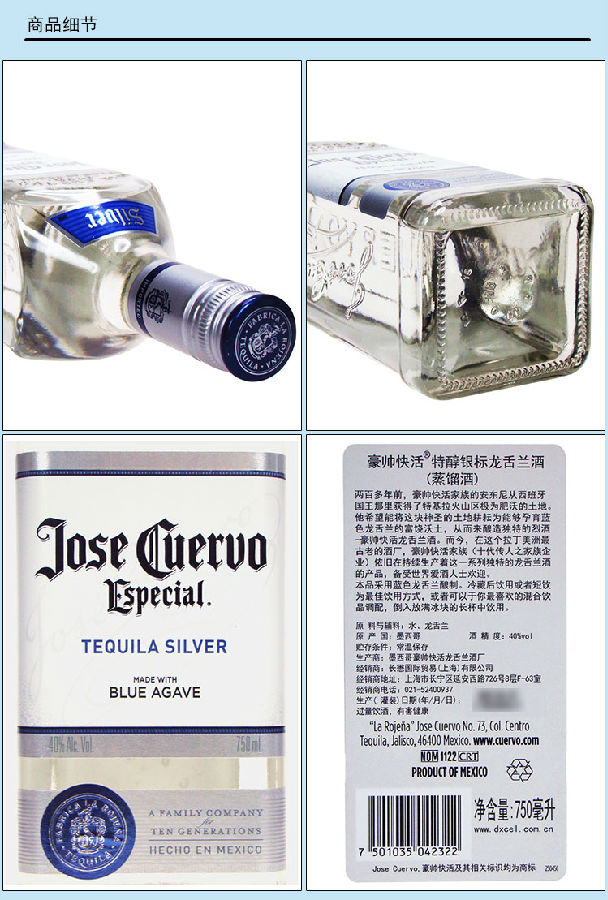 商品细节
Silver
FABRICA LA ROJEÑA
TEQUILA
Jose Cuervo
Especial.
TEQUILA SILVER
MADE WITH
BLUE AGAVE
40% Alc. Vol
750ml
FABRICA LA ROJEÑA
TEQUILA
A FAMILY COMPANY
for
TEN GENERATIONS
HECHO EN MEXICO
豪帅快活®特醇银标龙舌兰酒
(蒸馏酒)
两百多年前，豪帅快活家族的安东尼从西班牙
国王那里获得了特基拉火山区极为肥沃的土地。
他希望能将这块神圣的土地耕标为能够孕育蓝
色龙舌兰的富饶沃土，从而来酿造独特的烈酒
-豪帅快活龙舌兰酒。而今，在这个拉丁美洲最
古老的酒厂，豪帅快活家族（十代传人之家族企
业）依旧在持续生产着这一系列独特的龙舌兰酒
的产品，备受世界爱酒人士欢迎。
本品采用蓝色龙舌兰酿制。冷藏后饮用或者短饮
为最佳饮用方式，或者可以于你最喜欢的混合饮
品调配，倒入放满冰块的长杯中饮用。
原料与辅料：水、龙舌兰
原产国：墨西哥 酒精度：40%vol
贮存条件：常温保存
生产商：墨西哥豪帅快活龙舌兰酒厂
经销商：长憙国际贸易(上海)有限公司
经销商地址：上海市长宁区延安西路726号8层F-60室
经销商电话：021-52400937
生产(灌装)日期(年/月/日)：
过量饮酒，有害健康
“La Rojeña” Jose Cuervo No. 73, Col. Centro
Tequila, Jalisco, 46400 Mexico. www.cuervo.com
NOM 1122 CRT
PRODUCT OF MEXICO
净含量:750毫升
www.dxcel.com.cn
7 501035 042322
Jose Cuervo,豪帅快活及其相关标识均为商标